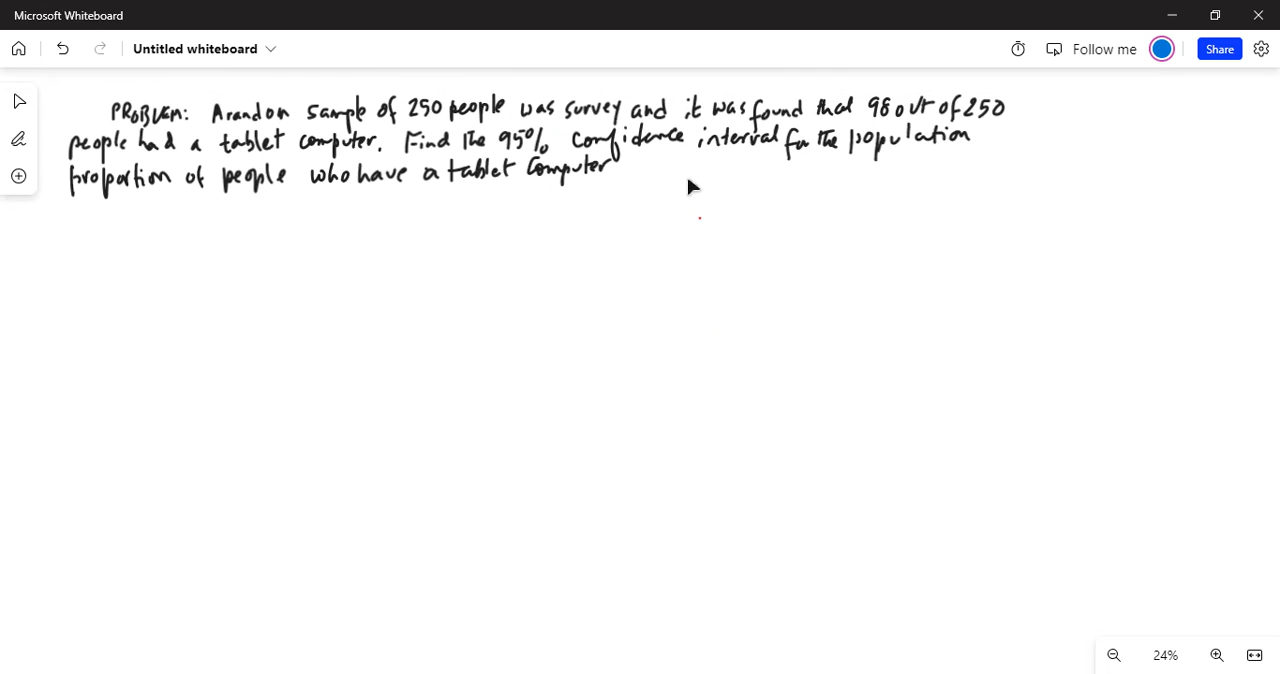 Microsoft Whiteboard
Untitled whiteboard
Follow me
Share
PROBLEM: A random sample of 250 people was survey and it was found that 98 out of 250
people had a tablet computer. Find the 95% confidence interval for the population
proportion of people who have a tablet computer
24%